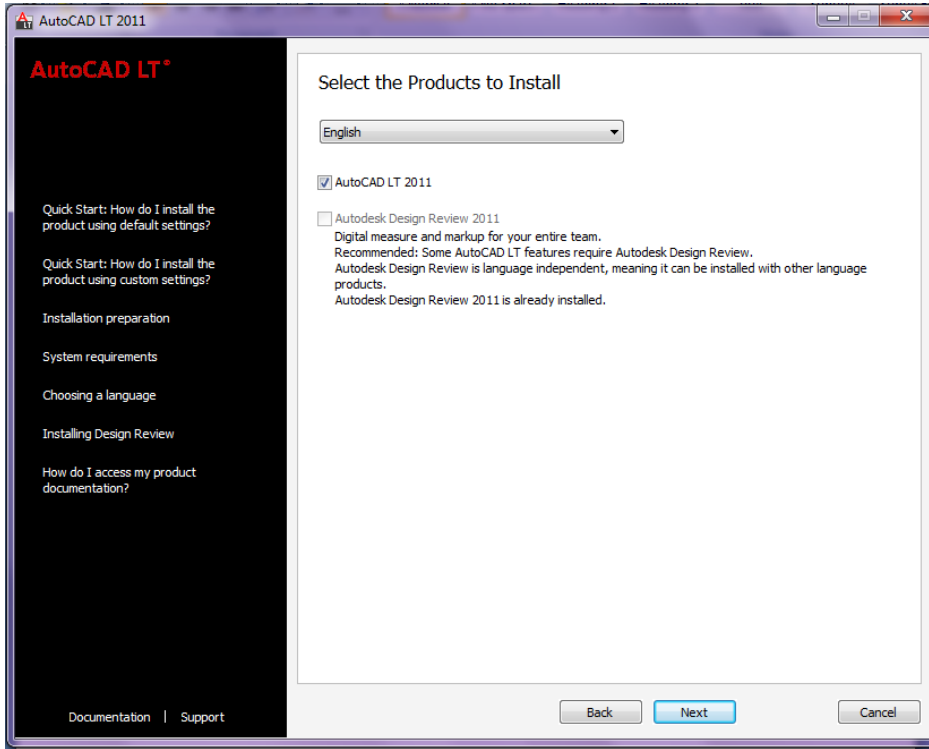 AutoCAD LT 2011
AutoCAD LT®
Quick Start: How do I install the
product using default settings?
Quick Start: How do I install the
product using custom settings?
Installation preparation
System requirements
Choosing a language
Installing Design Review
How do I access my product
documentation?
Documentation | Support
Select the Products to Install
English
AutoCAD LT 2011
Autodesk Design Review 2011
Digital measure and markup for your entire team.
Recommended: Some AutoCAD LT features require Autodesk Design Review.
Autodesk Design Review is language independent, meaning it can be installed with other language
products.
Autodesk Design Review 2011 is already installed.
Back
Next
Cancel